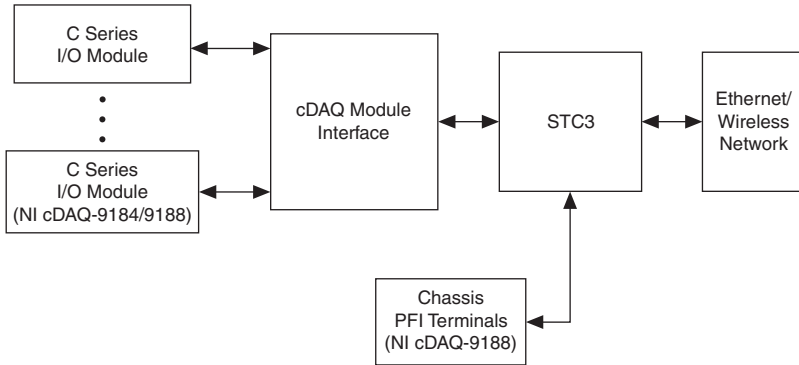 C Series
I/O Module
C Series
I/O Module
(NI cDAQ-9184/9188)
cDAQ Module
Interface
STC3
Ethernet/
Wireless
Network
Chassis
PFI Terminals
(NI cDAQ-9188)